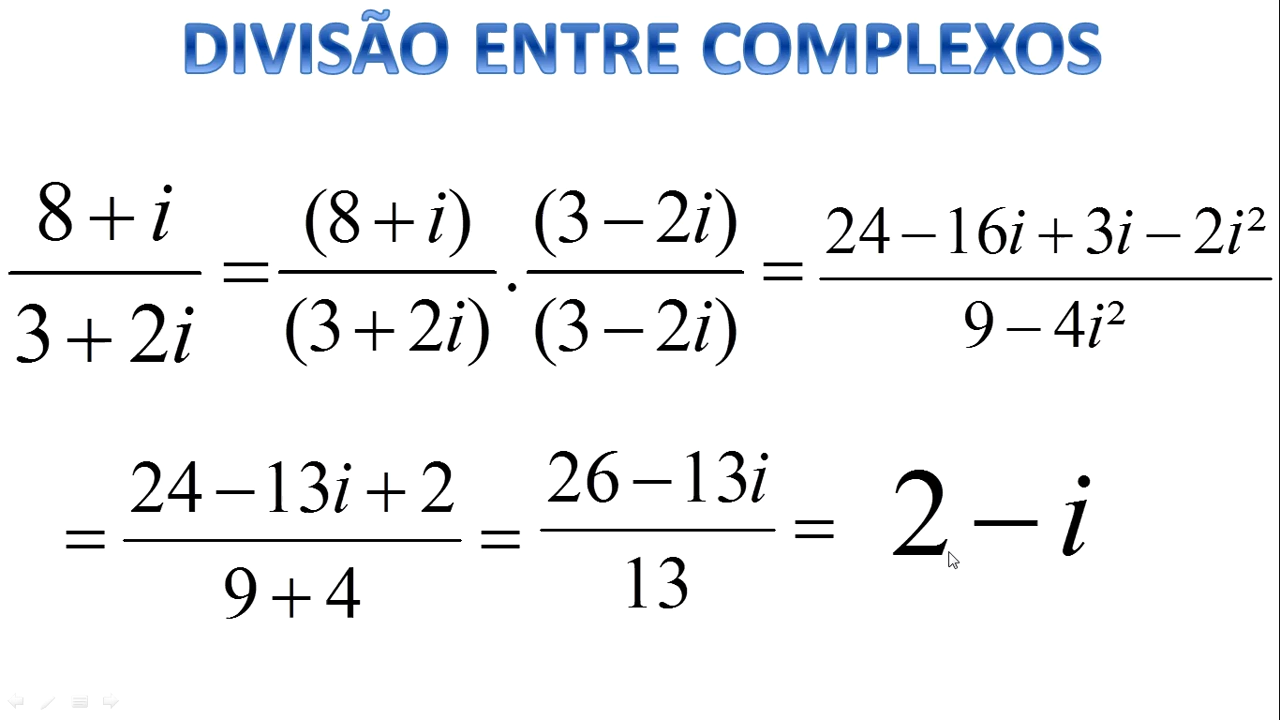 DIVISÃO ENTRE COMPLEXOS
(8 + i)/(3 + 2i) = (8 + i)/(3 + 2i) . (3 − 2i)/(3 − 2i) = (24 − 16i + 3i − 2i²)/(9 − 4i²)
= (24 − 13i + 2)/(9 + 4) = (26 − 13i)/13 = 2 − i